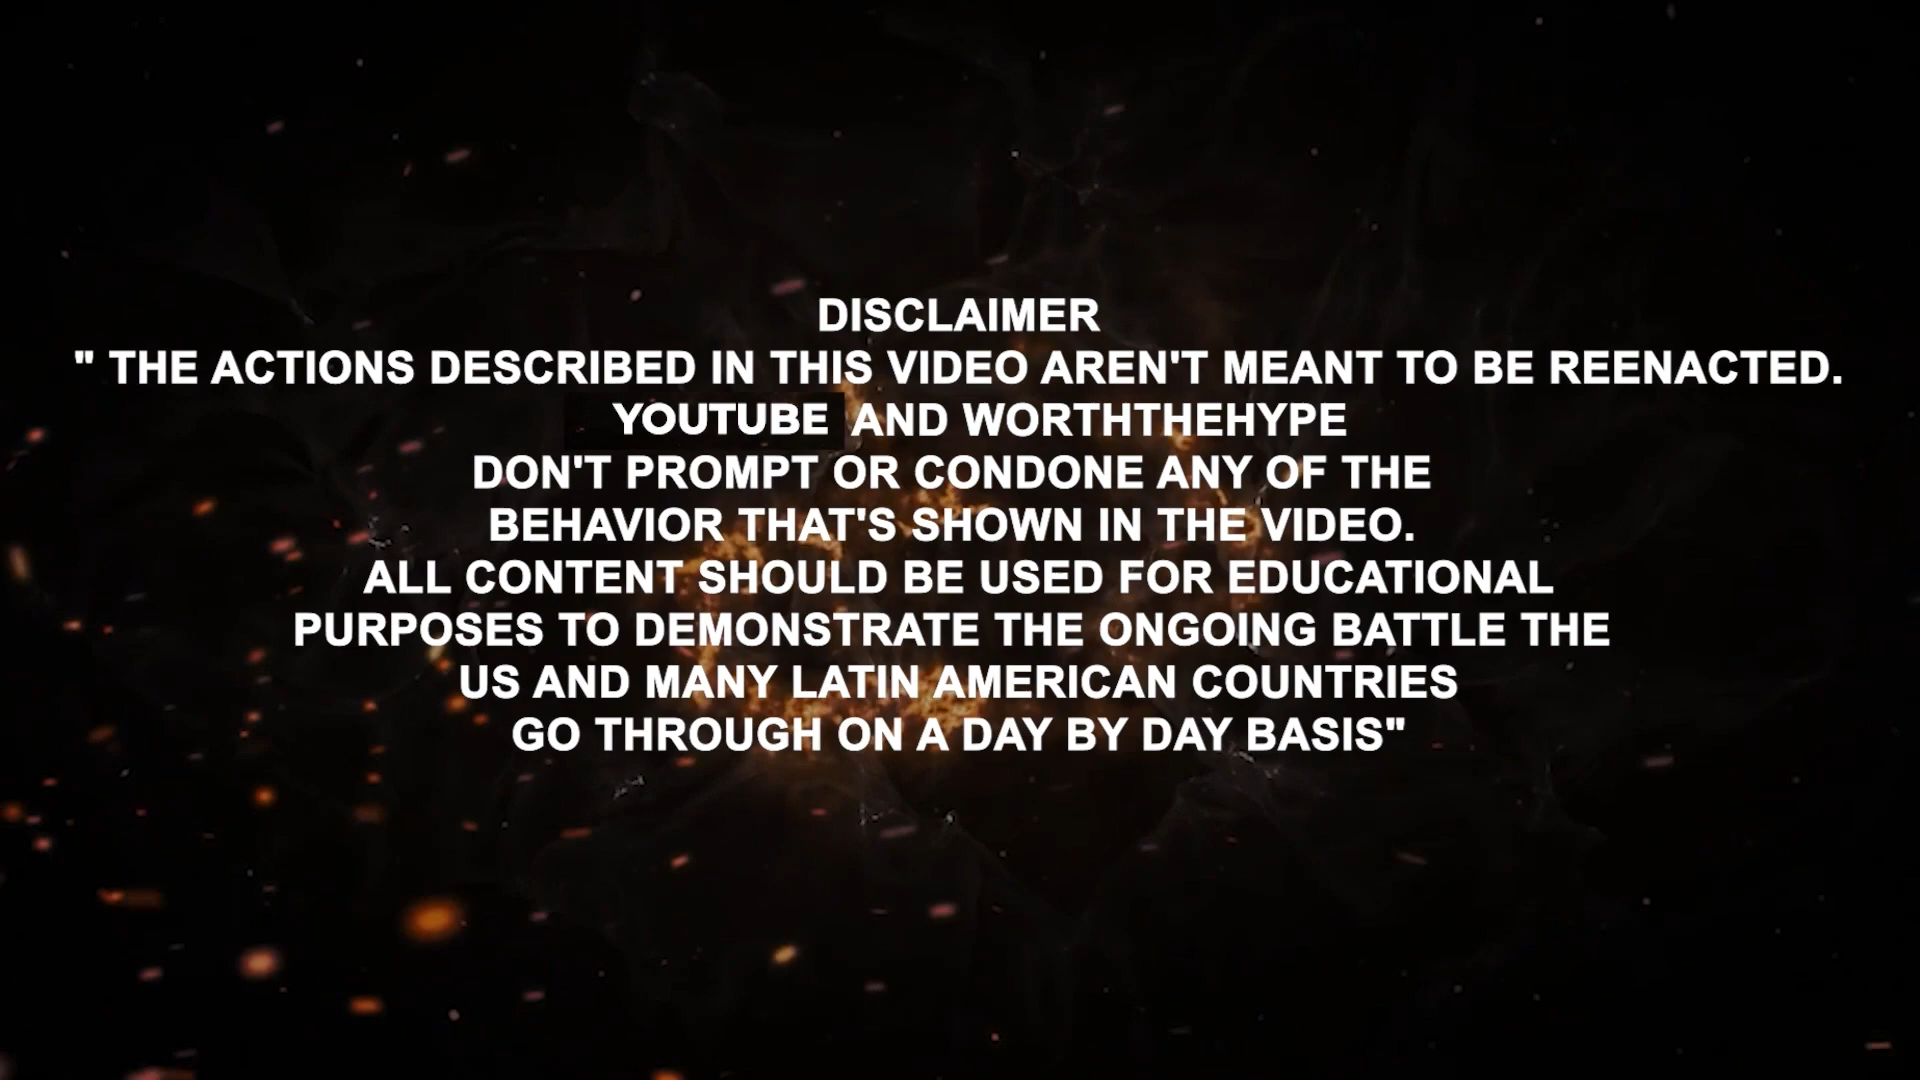 DISCLAIMER
" THE ACTIONS DESCRIBED IN THIS VIDEO AREN'T MEANT TO BE REENACTED.
YOUTUBE AND WORTHTHEHYPE
DON'T PROMPT OR CONDONE ANY OF THE
BEHAVIOR THAT'S SHOWN IN THE VIDEO.
ALL CONTENT SHOULD BE USED FOR EDUCATIONAL
PURPOSES TO DEMONSTRATE THE ONGOING BATTLE THE
US AND MANY LATIN AMERICAN COUNTRIES
GO THROUGH ON A DAY BY DAY BASIS"